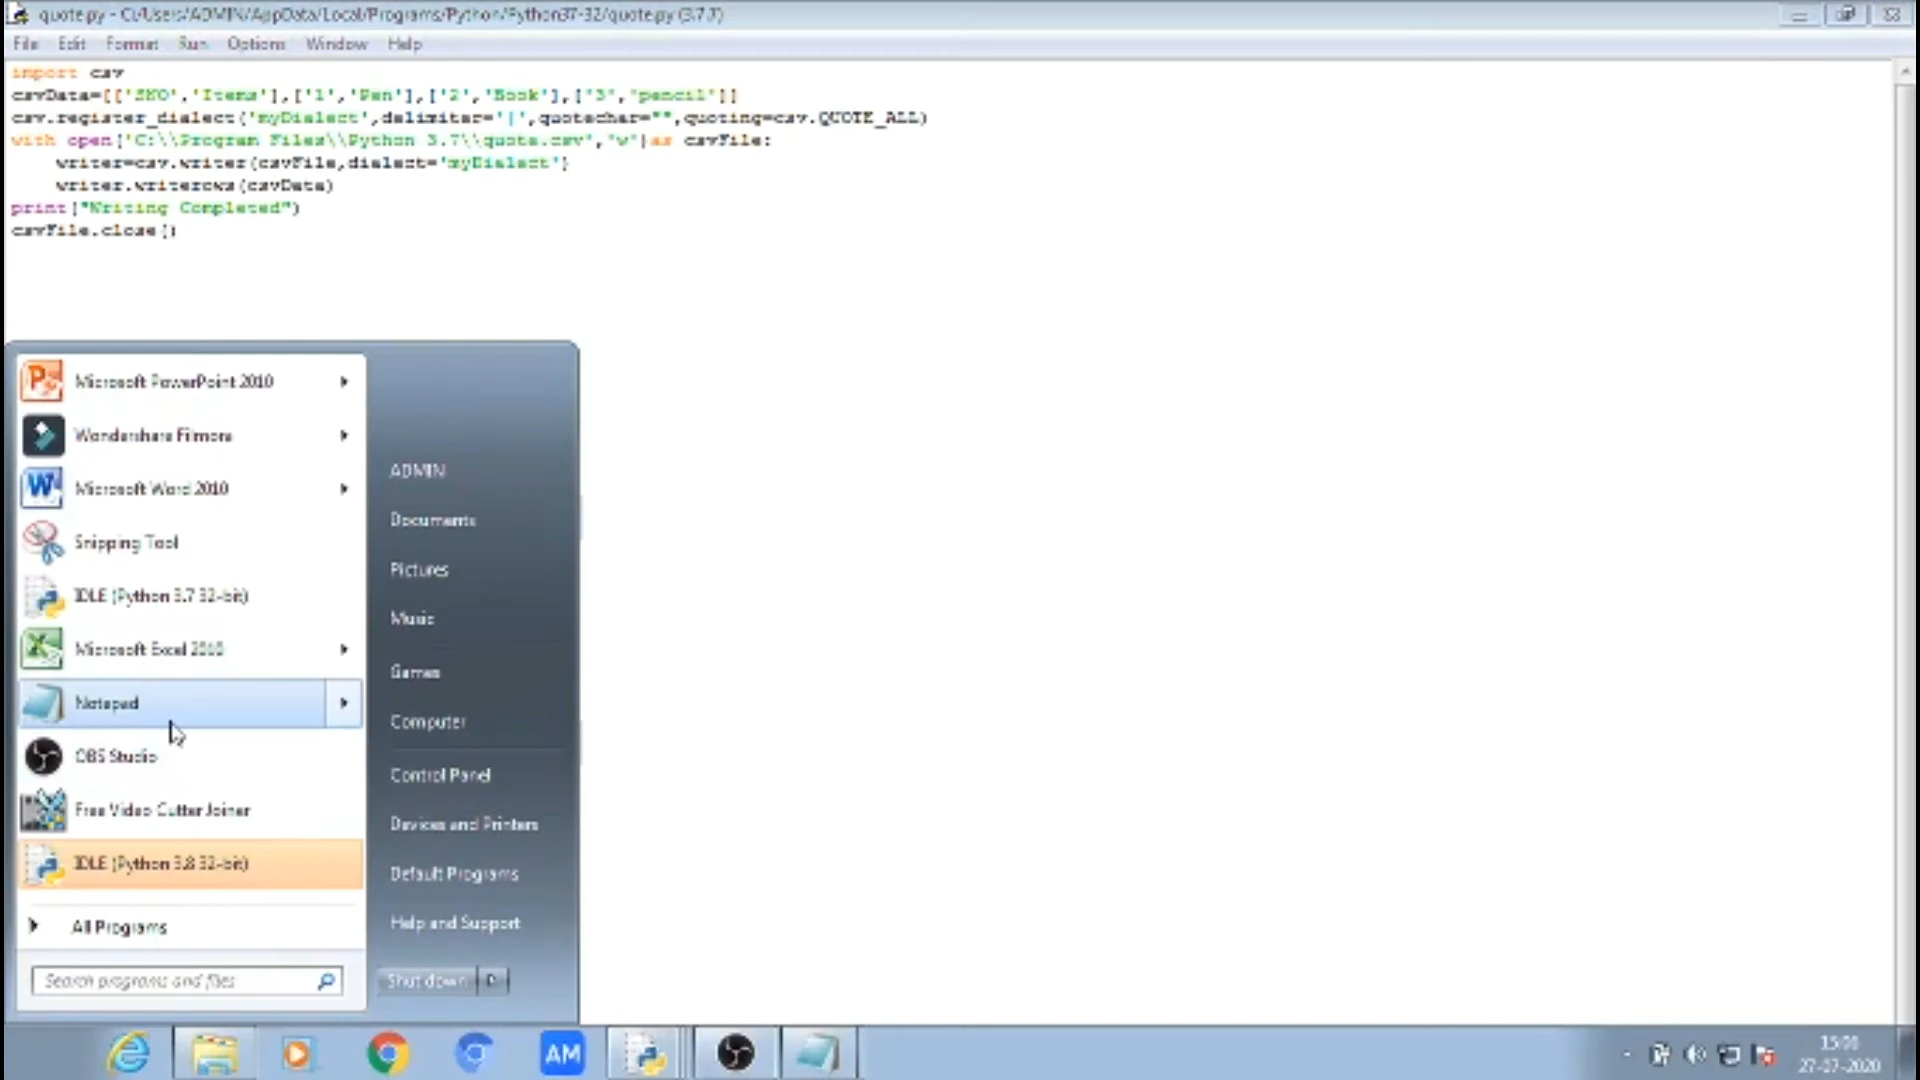 quote.py - C:/Users/ADMIN/AppData/Local/Programs/Python/Python37-32/quote.py (3.7.7)
File Edit Format Run Options Window Help
import csv
csvData=[['SNO','Items'],['1','Pen'],['2','Book'],['3','pencil']]
csv.register_dialect('myDialect',delimiter='|',quotechar='"',quoting=csv.QUOTE_ALL)
with open('C:\\Program Files\\Python 3.7\\quote.csv','w')as csvFile:
writer=csv.writer(csvFile,dialect='myDialect')
writer.writerows(csvData)
print("Writing Completed")
csvFile.close()
Microsoft PowerPoint 2010
Wondershare Filmora
Microsoft Word 2010
Snipping Tool
IDLE (Python 3.7 32-bit)
Microsoft Excel 2010
Notepad
OBS Studio
Free Video Cutter Joiner
IDLE (Python 3.8 32-bit)
All Programs
Search programs and files
ADMIN
Documents
Pictures
Music
Games
Computer
Control Panel
Devices and Printers
Default Programs
Help and Support
Shut down
AM
27-07-2020